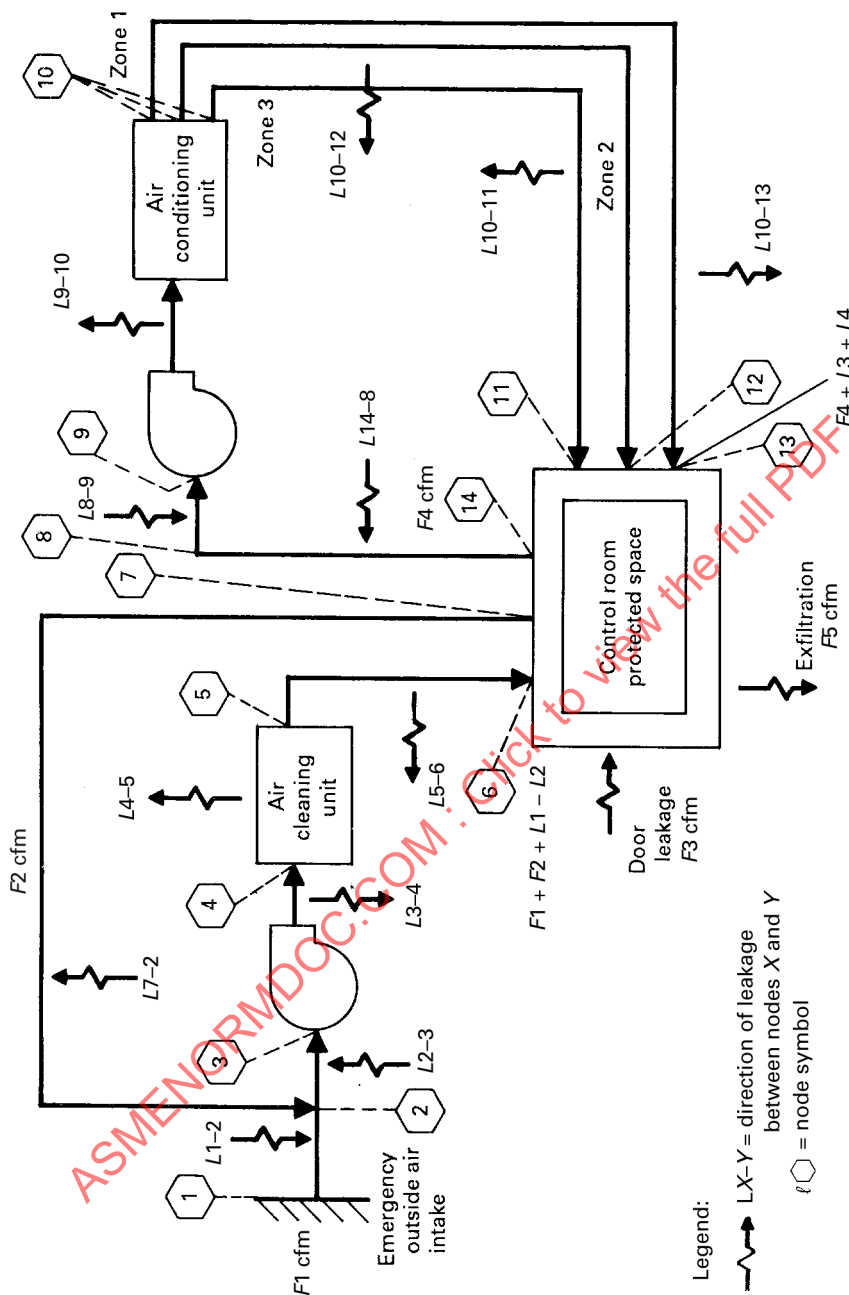 10
Zone 1
Air
conditioning
unit
Zone 3
L10–12
L10–11
Zone 2
L10–13
L9–10
9
L8–9
8
L14–8
F4 cfm
14
11
12
13
F4 + L3 + L4
7
F2 cfm
L7–2
5
Air
cleaning
unit
L4–5
4
L3–4
L5–6
6
F1 + F2 + L1 – L2
Control room
protected space
Door
leakage
F3 cfm
Exfiltration
F5 cfm
3
L2–3
2
L1–2
1
F1 cfm
Emergency
outside air
intake
Legend:
LX–Y = direction of leakage
between nodes X and Y
ℓ = node symbol
ASMENORMDOC.COM : Click to view the full PDF